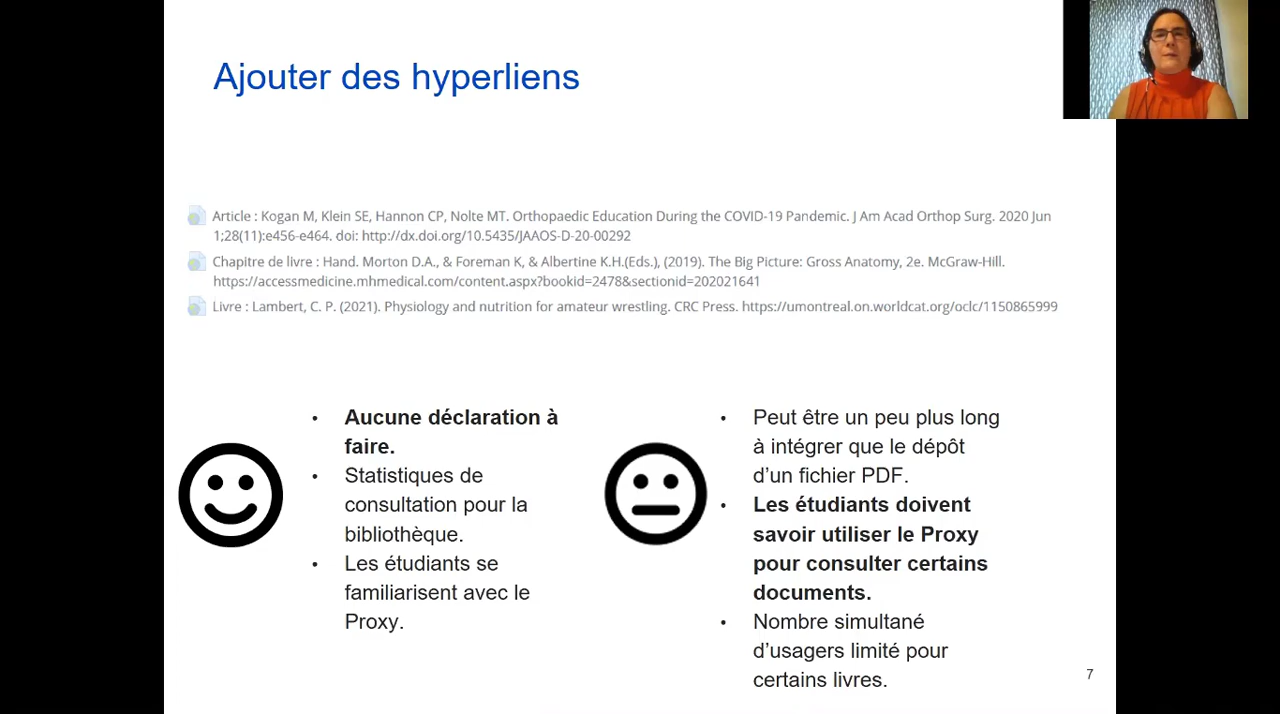 Ajouter des hyperliens
Article : Kogan M, Klein SE, Hannon CP, Nolte MT. Orthopaedic Education During the COVID-19 Pandemic. J Am Acad Orthop Surg. 2020 Jun
1;28(11):e456-e464. doi: http://dx.doi.org/10.5435/JAAOS-D-20-00292
Chapitre de livre : Hand. Morton D.A., & Foreman K, & Albertine K.H.(Eds.), (2019). The Big Picture: Gross Anatomy, 2e. McGraw-Hill.
https://accessmedicine.mhmedical.com/content.aspx?bookid=2478&sectionid=202021641
Livre : Lambert, C. P. (2021). Physiology and nutrition for amateur wrestling. CRC Press. https://umontreal.on.worldcat.org/oclc/1150865999
• Aucune déclaration à
faire.
• Statistiques de
consultation pour la
bibliothèque.
• Les étudiants se
familiarisent avec le
Proxy.
• Peut être un peu plus long
à intégrer que le dépôt
d’un fichier PDF.
• Les étudiants doivent
savoir utiliser le Proxy
pour consulter certains
documents.
• Nombre simultané
d’usagers limité pour
certains livres.
7